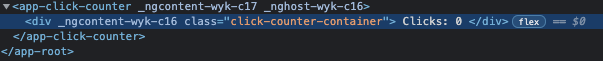 ▼<app-click-counter _ngcontent-wyk-c17 _nghost-wyk-c16>
<div _ngcontent-wyk-c16 class="click-counter-container"> Clicks: 0 </div> flex == $0
</app-click-counter>
</app-root>